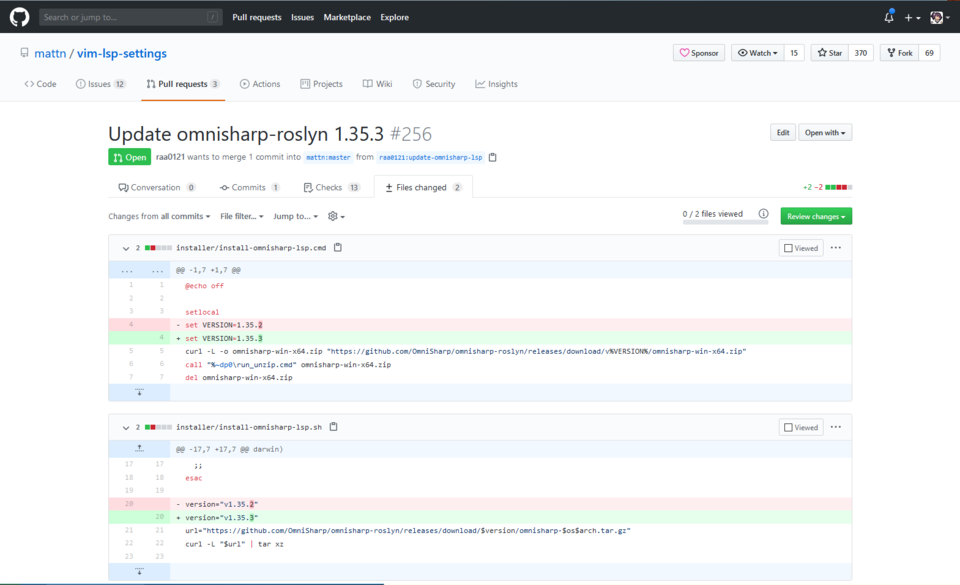 Search or jump to... / Pull requests Issues Marketplace Explore
mattn / vim-lsp-settings Sponsor Watch 15 Star 370 Fork 69
Code Issues 12 Pull requests 3 Actions Projects Wiki Security Insights
Update omnisharp-roslyn 1.35.3 #256 Edit Open with
Open raa0121 wants to merge 1 commit into mattn:master from raa0121:update-omnisharp-lsp
Conversation 0 Commits 1 Checks 13 Files changed 2 +2 −2
Changes from all commits File filter... Jump to... 0 / 2 files viewed Review changes
2 installer/install-omnisharp-lsp.cmd Viewed ...
... ... @@ -1,7 +1,7 @@
1 1 @echo off
2 2
3 3 setlocal
4 - set VERSION=1.35.2
4 + set VERSION=1.35.3
5 5 curl -L -o omnisharp-win-x64.zip "https://github.com/OmniSharp/omnisharp-roslyn/releases/download/v%VERSION%/omnisharp-win-x64.zip"
6 6 call "%~dp0\run_unzip.cmd" omnisharp-win-x64.zip
7 7 del omnisharp-win-x64.zip
2 installer/install-omnisharp-lsp.sh Viewed ...
@@ -17,7 +17,7 @@ darwin)
17 17 ;;
18 18 esac
19 19
20 - version="v1.35.2"
20 + version="v1.35.3"
21 21 url="https://github.com/OmniSharp/omnisharp-roslyn/releases/download/$version/omnisharp-$os$arch.tar.gz"
22 22 curl -L "$url" | tar xz
23 23